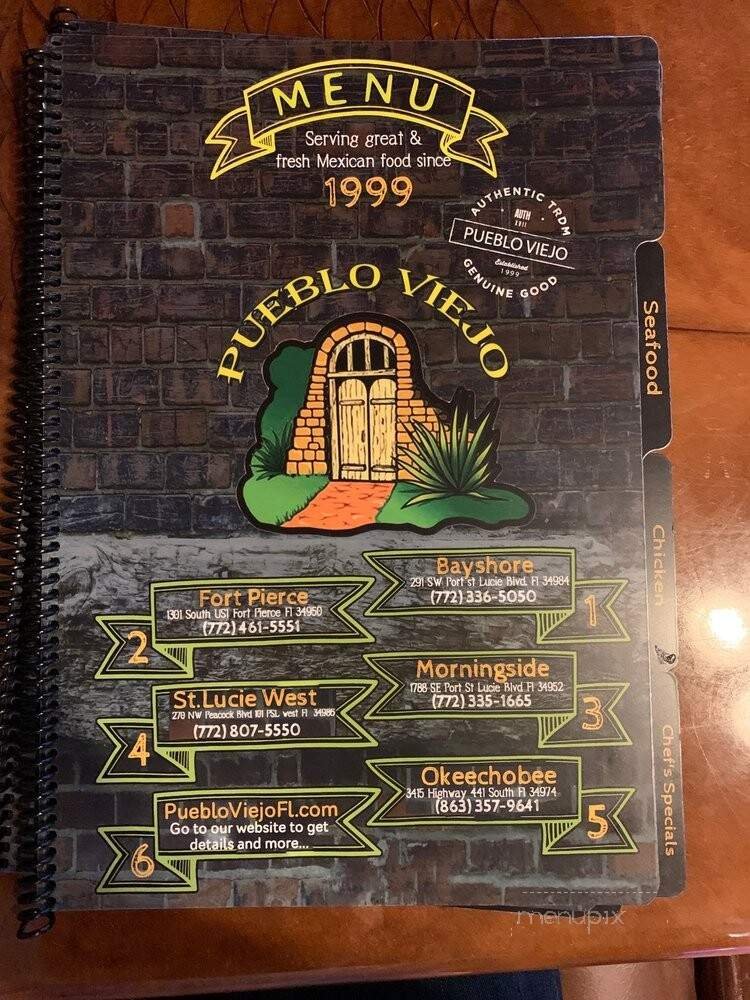 MENU
Serving great &
fresh Mexican food since
1999
AUTHENTIC TRDM
AUTH
PUEBLO VIEJO
Established
1999
GENUINE GOOD
PUEBLO VIEJO
Seafood
Chicken
Chef's Specials
Bayshore
291 SW Port st Lucie Blvd, Fl 34984
(772) 336-5050
1
Fort Pierce
1301 South US1 Fort Pierce Fl 34950
(772) 461-5551
2
Morningside
1788 SE Port St Lucie Blvd Fl 34952
(772) 335-1665
3
St.Lucie West
270 NW Peacock Blvd 101 PSL west Fl 34986
(772) 807-5550
4
Okeechobee
3415 Highway 441 South Fl 34974
(863) 357-9641
5
PuebloViejoFl.com
Go to our website to get
details and more...
6
menupix